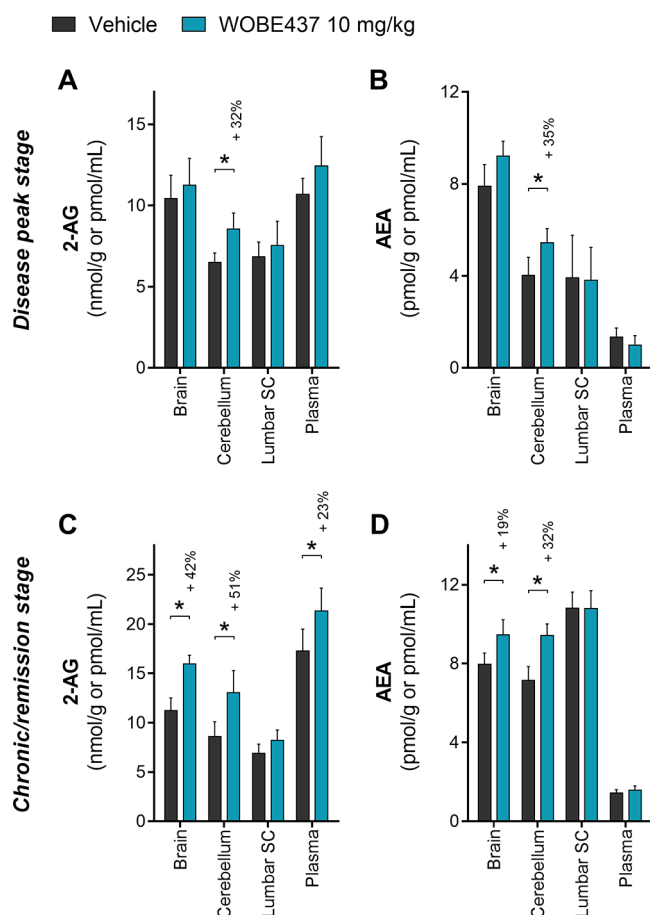 Vehicle WOBE437 10 mg/kg
A
Disease peak stage
2-AG
(nmol/g or pmol/mL)
15
10
5
0
*
+ 32%
Brain
Cerebellum
Lumbar SC
Plasma
B
AEA
(pmol/g or pmol/mL)
12
8
4
0
*
+ 35%
Brain
Cerebellum
Lumbar SC
Plasma
C
Chronic/remission stage
2-AG
(nmol/g or pmol/mL)
25
20
15
10
5
0
*
+ 42%
*
+ 51%
*
+ 23%
Brain
Cerebellum
Lumbar SC
Plasma
D
AEA
(pmol/g or pmol/mL)
12
8
4
0
*
+ 19%
*
+ 32%
Brain
Cerebellum
Lumbar SC
Plasma